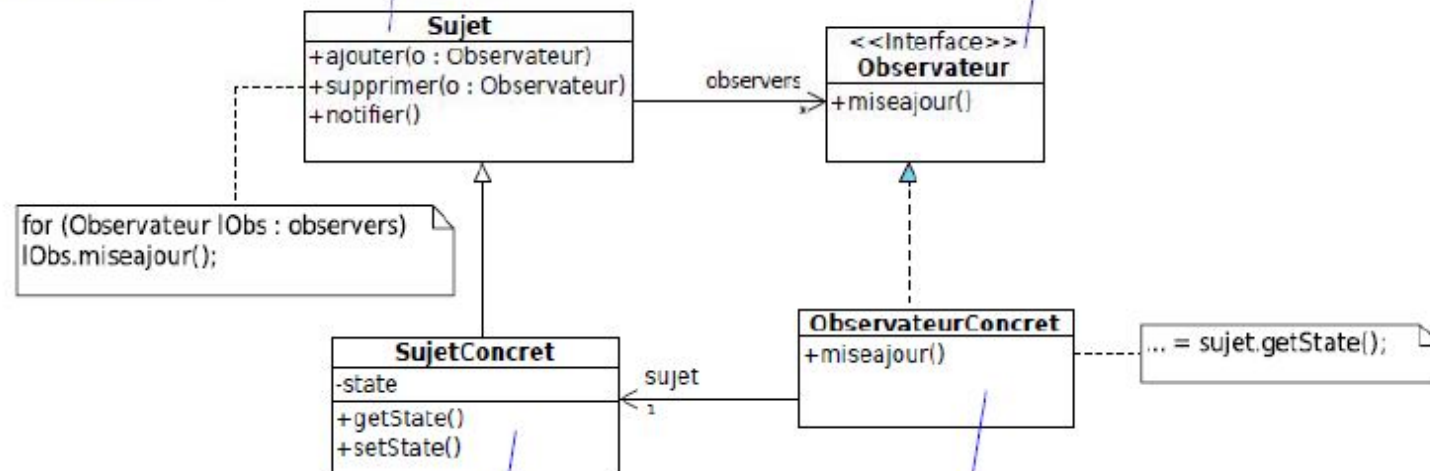 Sujet
+ajouter(o : Observateur)
+supprimer(o : Observateur)
+notifier()
observers
*
<<Interface>>
Observateur
+miseajour()
for (Observateur lObs : observers)
lObs.miseajour();
SujetConcret
-state
+getState()
+setState()
sujet
1
ObservateurConcret
+miseajour()
... = sujet.getState();